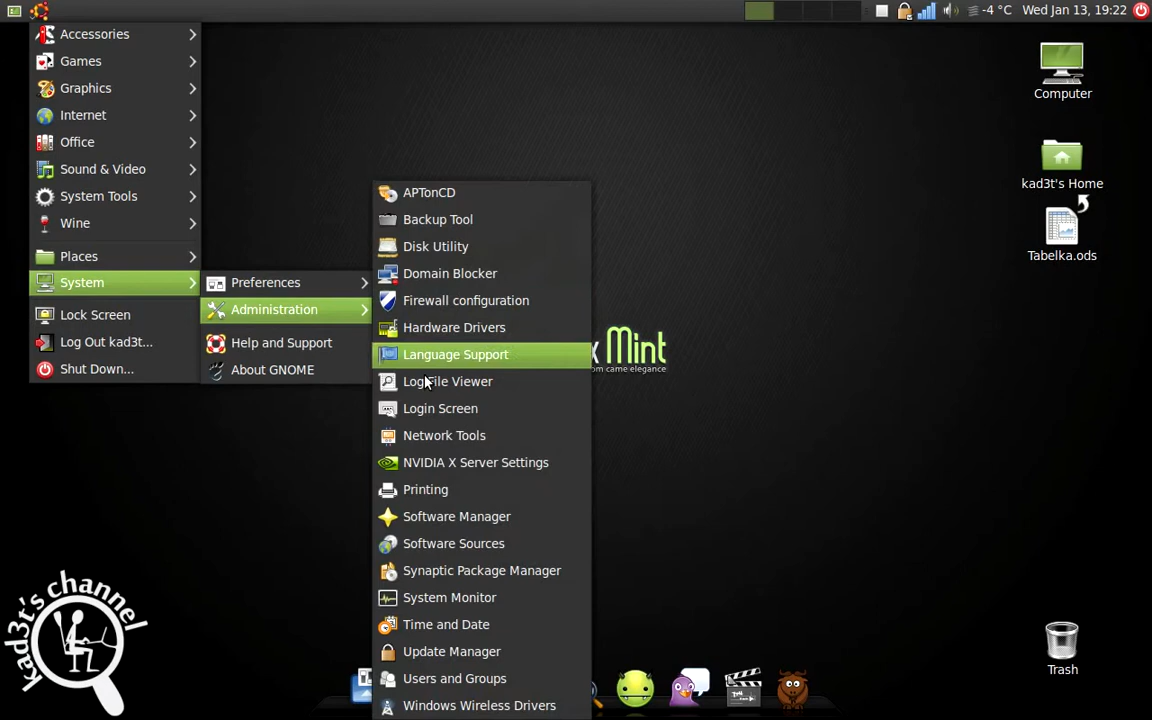 -4 °C Wed Jan 13, 19:22
Accessories
Games
Graphics
Internet
Office
Sound & Video
System Tools
Wine
Places
System
Lock Screen
Log Out kad3t...
Shut Down...
Preferences
Administration
Help and Support
About GNOME
APTonCD
Backup Tool
Disk Utility
Domain Blocker
Firewall configuration
Hardware Drivers
Language Support
Log File Viewer
Login Screen
Network Tools
NVIDIA X Server Settings
Printing
Software Manager
Software Sources
Synaptic Package Manager
System Monitor
Time and Date
Update Manager
Users and Groups
Windows Wireless Drivers
x Mint
om came elegance
Computer
kad3t's Home
Tabelka.ods
Trash
kad3t's channel